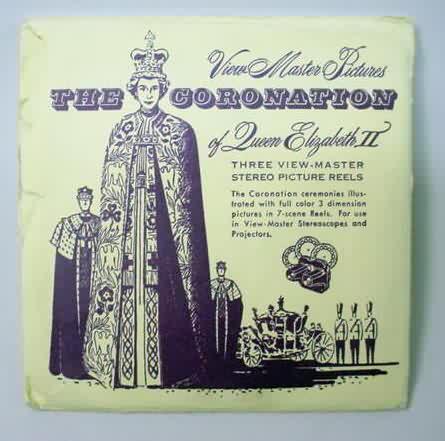 View Master Pictures
THE CORONATION
of Queen Elizabeth II
THREE VIEW-MASTER
STEREO PICTURE REELS
The Coronation ceremonies illus-
trated with full color 3 dimension
pictures in 7-scene Reels. For use
in View-Master Stereoscopes and
Projectors.